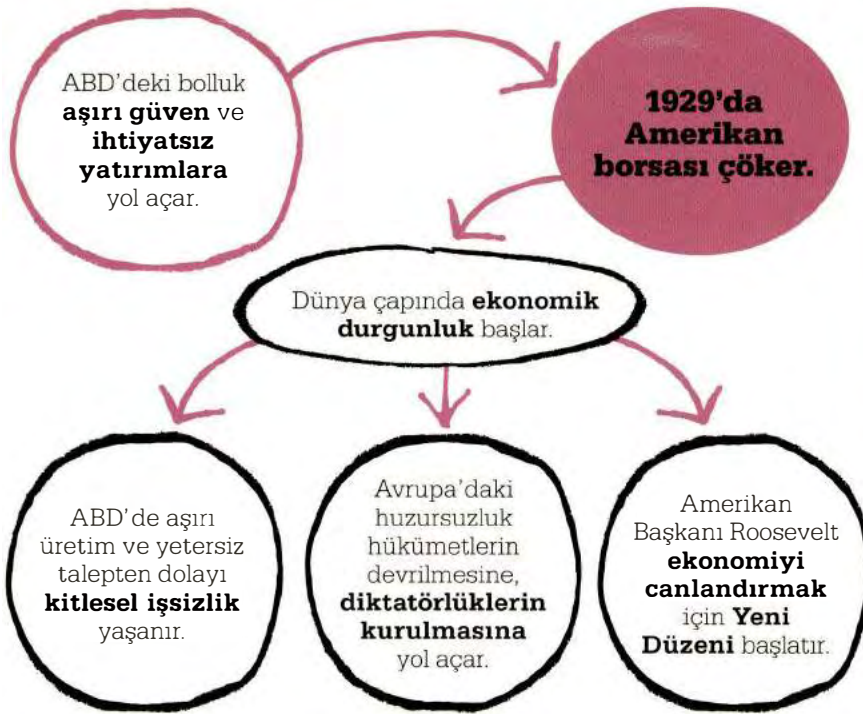 ABD'deki bolluk
aşırı güven ve
ihtiyatsız
yatırımlara
yol açar.
1929'da
Amerikan
borsası çöker.
Dünya çapında ekonomik
durgunluk başlar.
ABD'de aşırı
üretim ve yetersiz
talepten dolayı
kitlesel işsizlik
yaşanır.
Avrupa'daki
huzursuzluk
hükümetlerin
devrilmesine,
diktatörlüklerin
kurulmasına
yol açar.
Amerikan
Başkanı Roosevelt
ekonomiyi
canlandırmak
için Yeni
Düzeni başlatır.